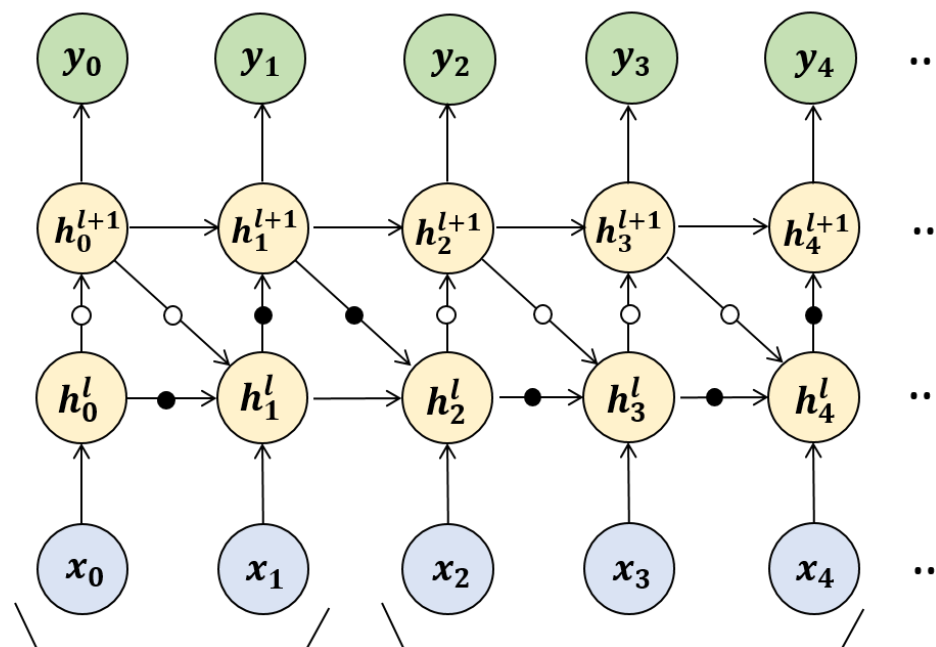 y₀ y₁ y₂ y₃ y₄ ..
h₀ˡ⁺¹ h₁ˡ⁺¹ h₂ˡ⁺¹ h₃ˡ⁺¹ h₄ˡ⁺¹ ..
h₀ˡ h₁ˡ h₂ˡ h₃ˡ h₄ˡ ..
x₀ x₁ x₂ x₃ x₄ ..